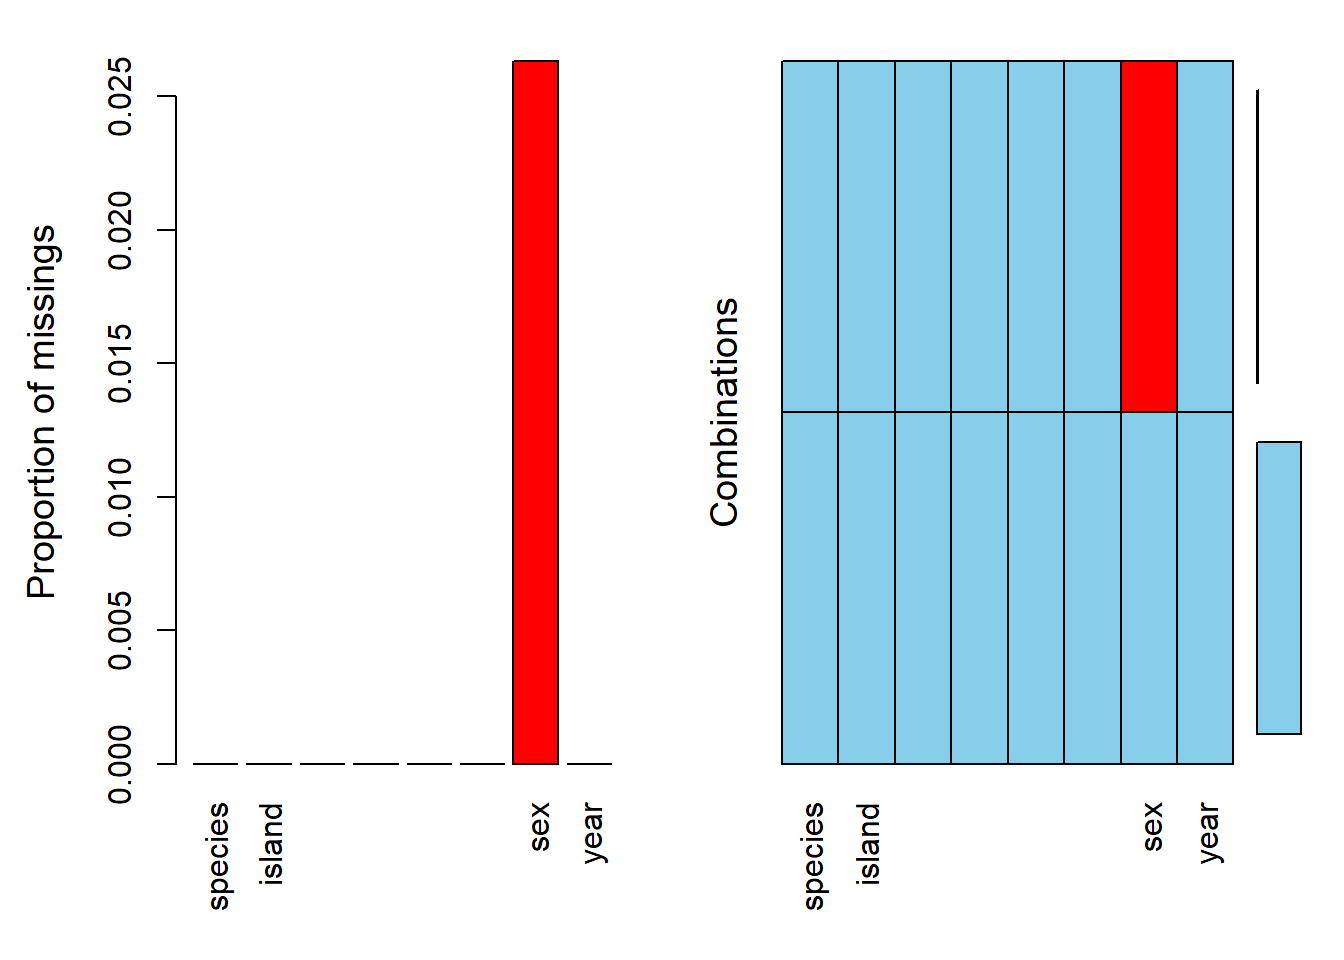 Proportion of missings
0.025
0.020
0.015
0.010
0.005
0.000
species
island
sex
year
Combinations
species
island
sex
year